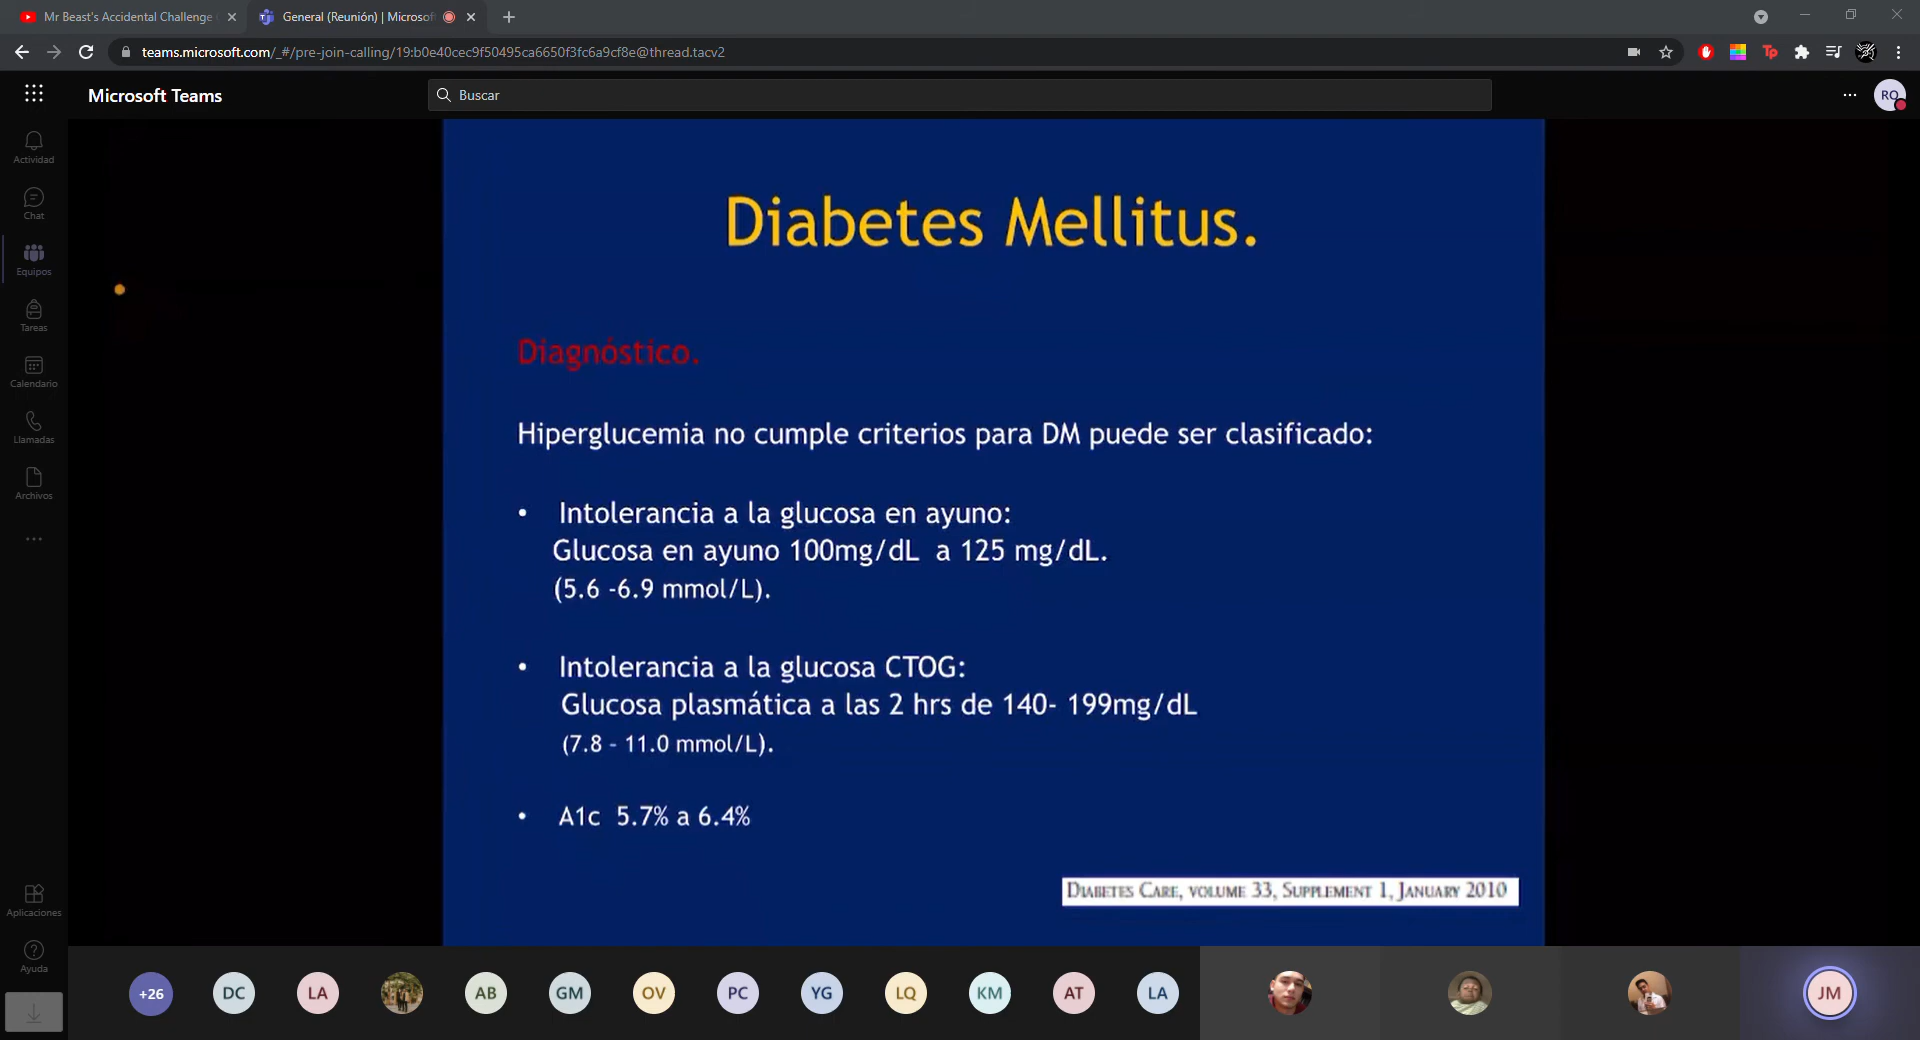 Mr Beast's Accidental Challenge
General (Reunión) | Microsof
teams.microsoft.com/_#/pre-join-calling/19:b0e40cec9f50495ca6650f3fc6a9cf8e@thread.tacv2
Tp
Microsoft Teams
Buscar
RO
Actividad
Chat
Equipos
Tareas
Calendario
Llamadas
Archivos
Aplicaciones
Ayuda
Diabetes Mellitus.
Diagnóstico.
Hiperglucemia no cumple criterios para DM puede ser clasificado:
• Intolerancia a la glucosa en ayuno:
Glucosa en ayuno 100mg/dL a 125 mg/dL.
(5.6 -6.9 mmol/L).
• Intolerancia a la glucosa CTOG:
Glucosa plasmática a las 2 hrs de 140- 199mg/dL
(7.8 - 11.0 mmol/L).
• A1c 5.7% a 6.4%
Diabetes Care, volume 33, Supplement 1, January 2010
+26 DC LA AB GM OV PC YG LQ KM AT LA JM